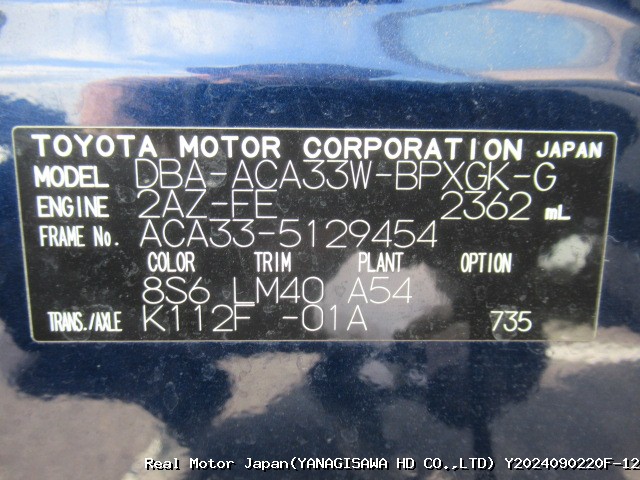 TOYOTA MOTOR CORPORATION JAPAN
MODEL DBA-ACA33W-BPXGK-G
ENGINE 2AZ-FE 2362 mL
FRAME No. ACA33-5129454
COLOR TRIM PLANT OPTION
8S6 LM40 A54
TRANS./AXLE K112F -01A 735
Real Motor Japan(YANAGISAWA HD CO.,LTD) Y2024090220F-12